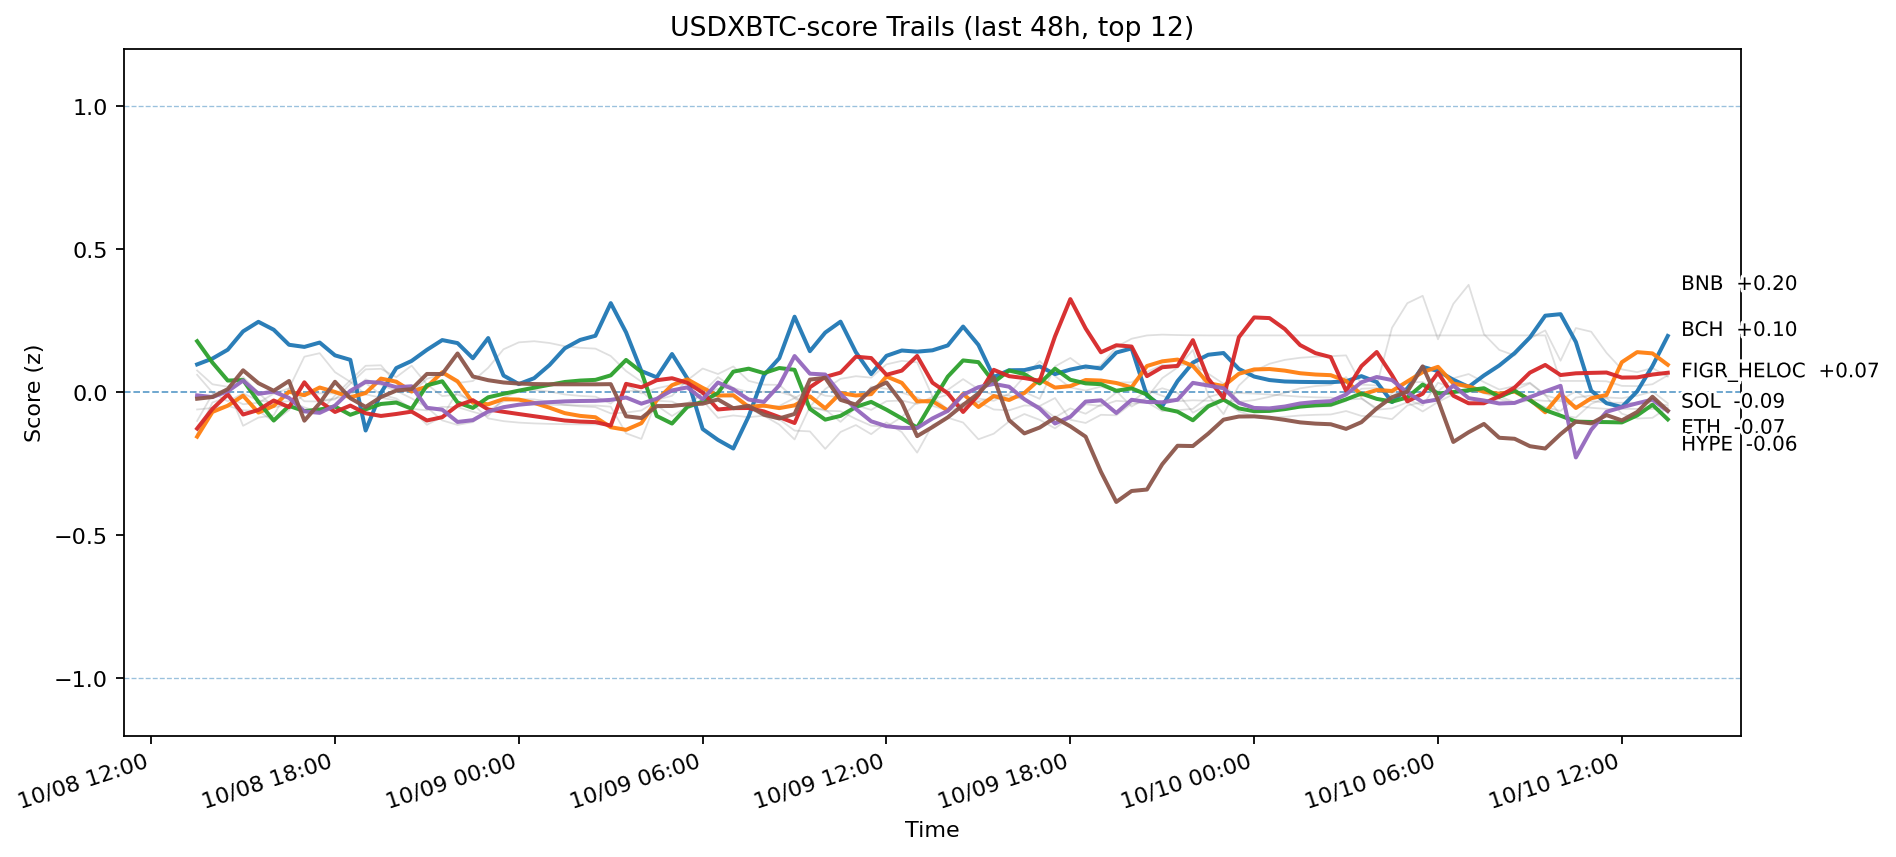 USDXBTC-score Trails (last 48h, top 12)
Score (z)
1.0
0.5
0.0
−0.5
−1.0
BNB +0.20
BCH +0.10
FIGR_HELOC +0.07
SOL -0.09
ETH -0.07
HYPE -0.06
10/08 12:00
10/08 18:00
10/09 00:00
10/09 06:00
10/09 12:00
10/09 18:00
10/10 00:00
10/10 06:00
10/10 12:00
Time